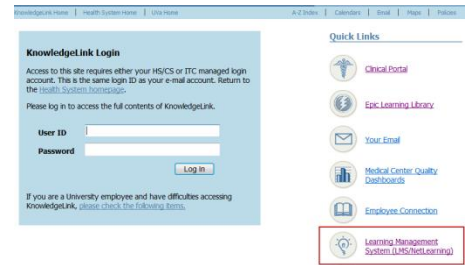 KnowledgeLink Home | Health System Home | UVa Home
A-Z Index | Calendars | Email | Maps | Policies
KnowledgeLink Login
Access to this site requires either your HS/CS or ITC managed login
account. This is the same login ID as your e-mail account. Return to
the Health System homepage.
Please log in to access the full contents of KnowledgeLink.
User ID
Password
Log in
If you are a University employee and have difficulties accessing
KnowledgeLink, please check the following items.
Quick Links
Clinical Portal
Epic Learning Library
Your Email
Medical Center Quality
Dashboards
Employee Connection
Learning Management
System (LMS/NetLearning)